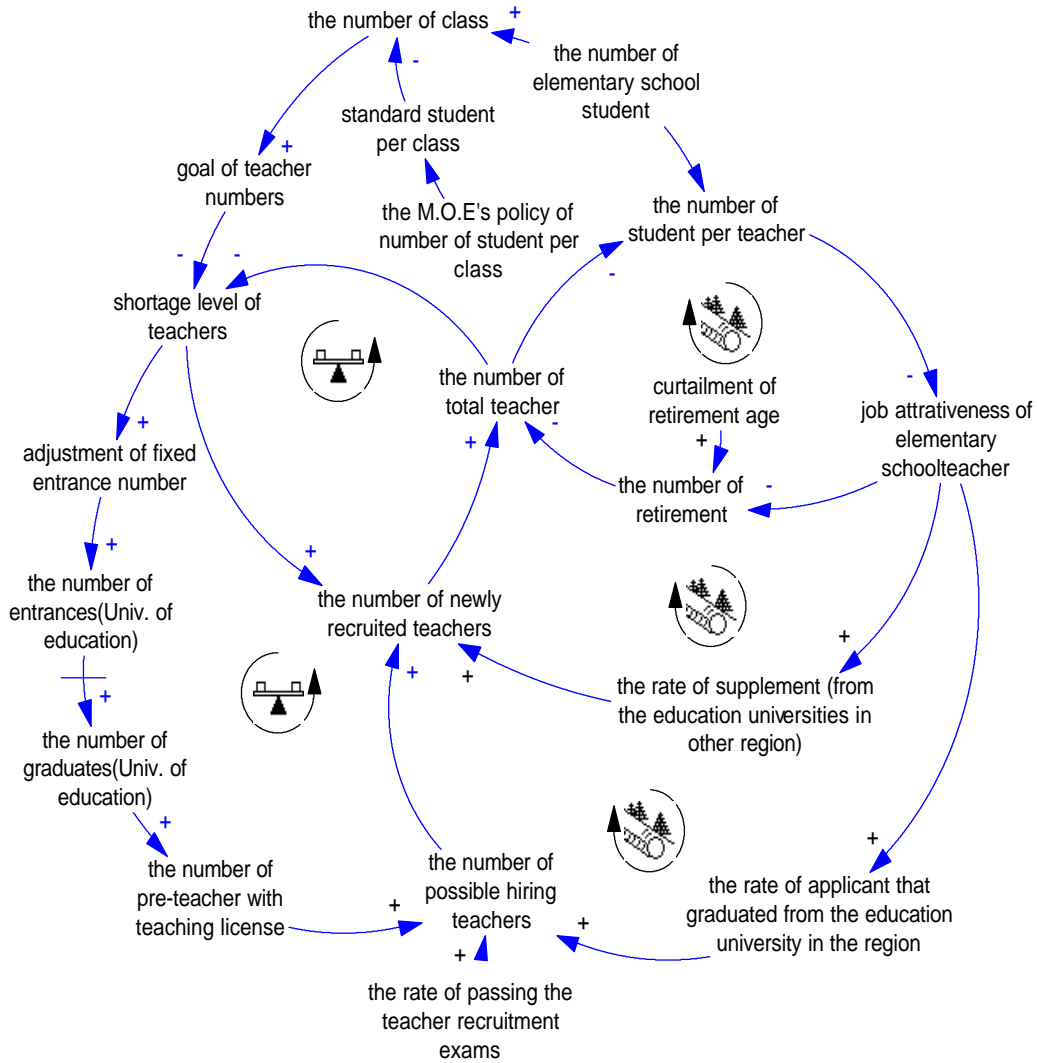 the number of class
+
the number of
elementary school
student
-
standard student
per class
+
goal of teacher
numbers
the M.O.E's policy of
number of student per
class
the number of
student per teacher
-
-
-
shortage level of
teachers
the number of
total teacher
curtailment of
retirement age
-
job attrativeness of
elementary
schoolteacher
+
adjustment of fixed
entrance number
+
-
+
the number of
retirement
-
+
+
the number of
entrances(Univ. of
education)
the number of newly
recruited teachers
+
+
+
+
the rate of supplement (from
the education universities in
other region)
the number of
graduates(Univ. of
education)
+
+
the number of
pre-teacher with
teaching license
the number of
possible hiring
teachers
the rate of applicant that
graduated from the education
university in the region
+
+
+
the rate of passing the
teacher recruitment
exams